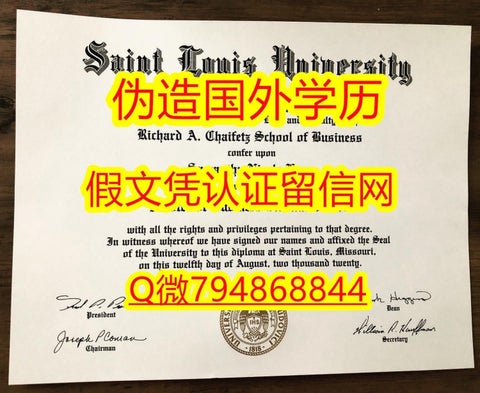 Saint Louis University
伪造国外学历
Richard A. Chaifetz School of Business
confer upon
假文凭认证留信网
with all the rights and privileges pertaining to that degree.
In witness whereof we have signed our names and affixed the Seal
of the University to this diploma at Saint Louis, Missouri,
on this twelfth day of August, two thousand twenty.
Q微794868844
President
Dean
Joseph P Conran
Chairman
Secretary
1818